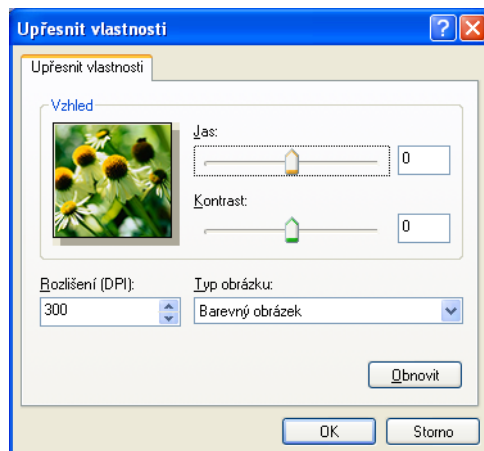 Upřesnit vlastnosti
Upřesnit vlastnosti
Vzhled
Jas:
0
Kontrast:
0
Rozlišení (DPI):
Typ obrázku:
300
Barevný obrázek
Obnovit
OK
Storno